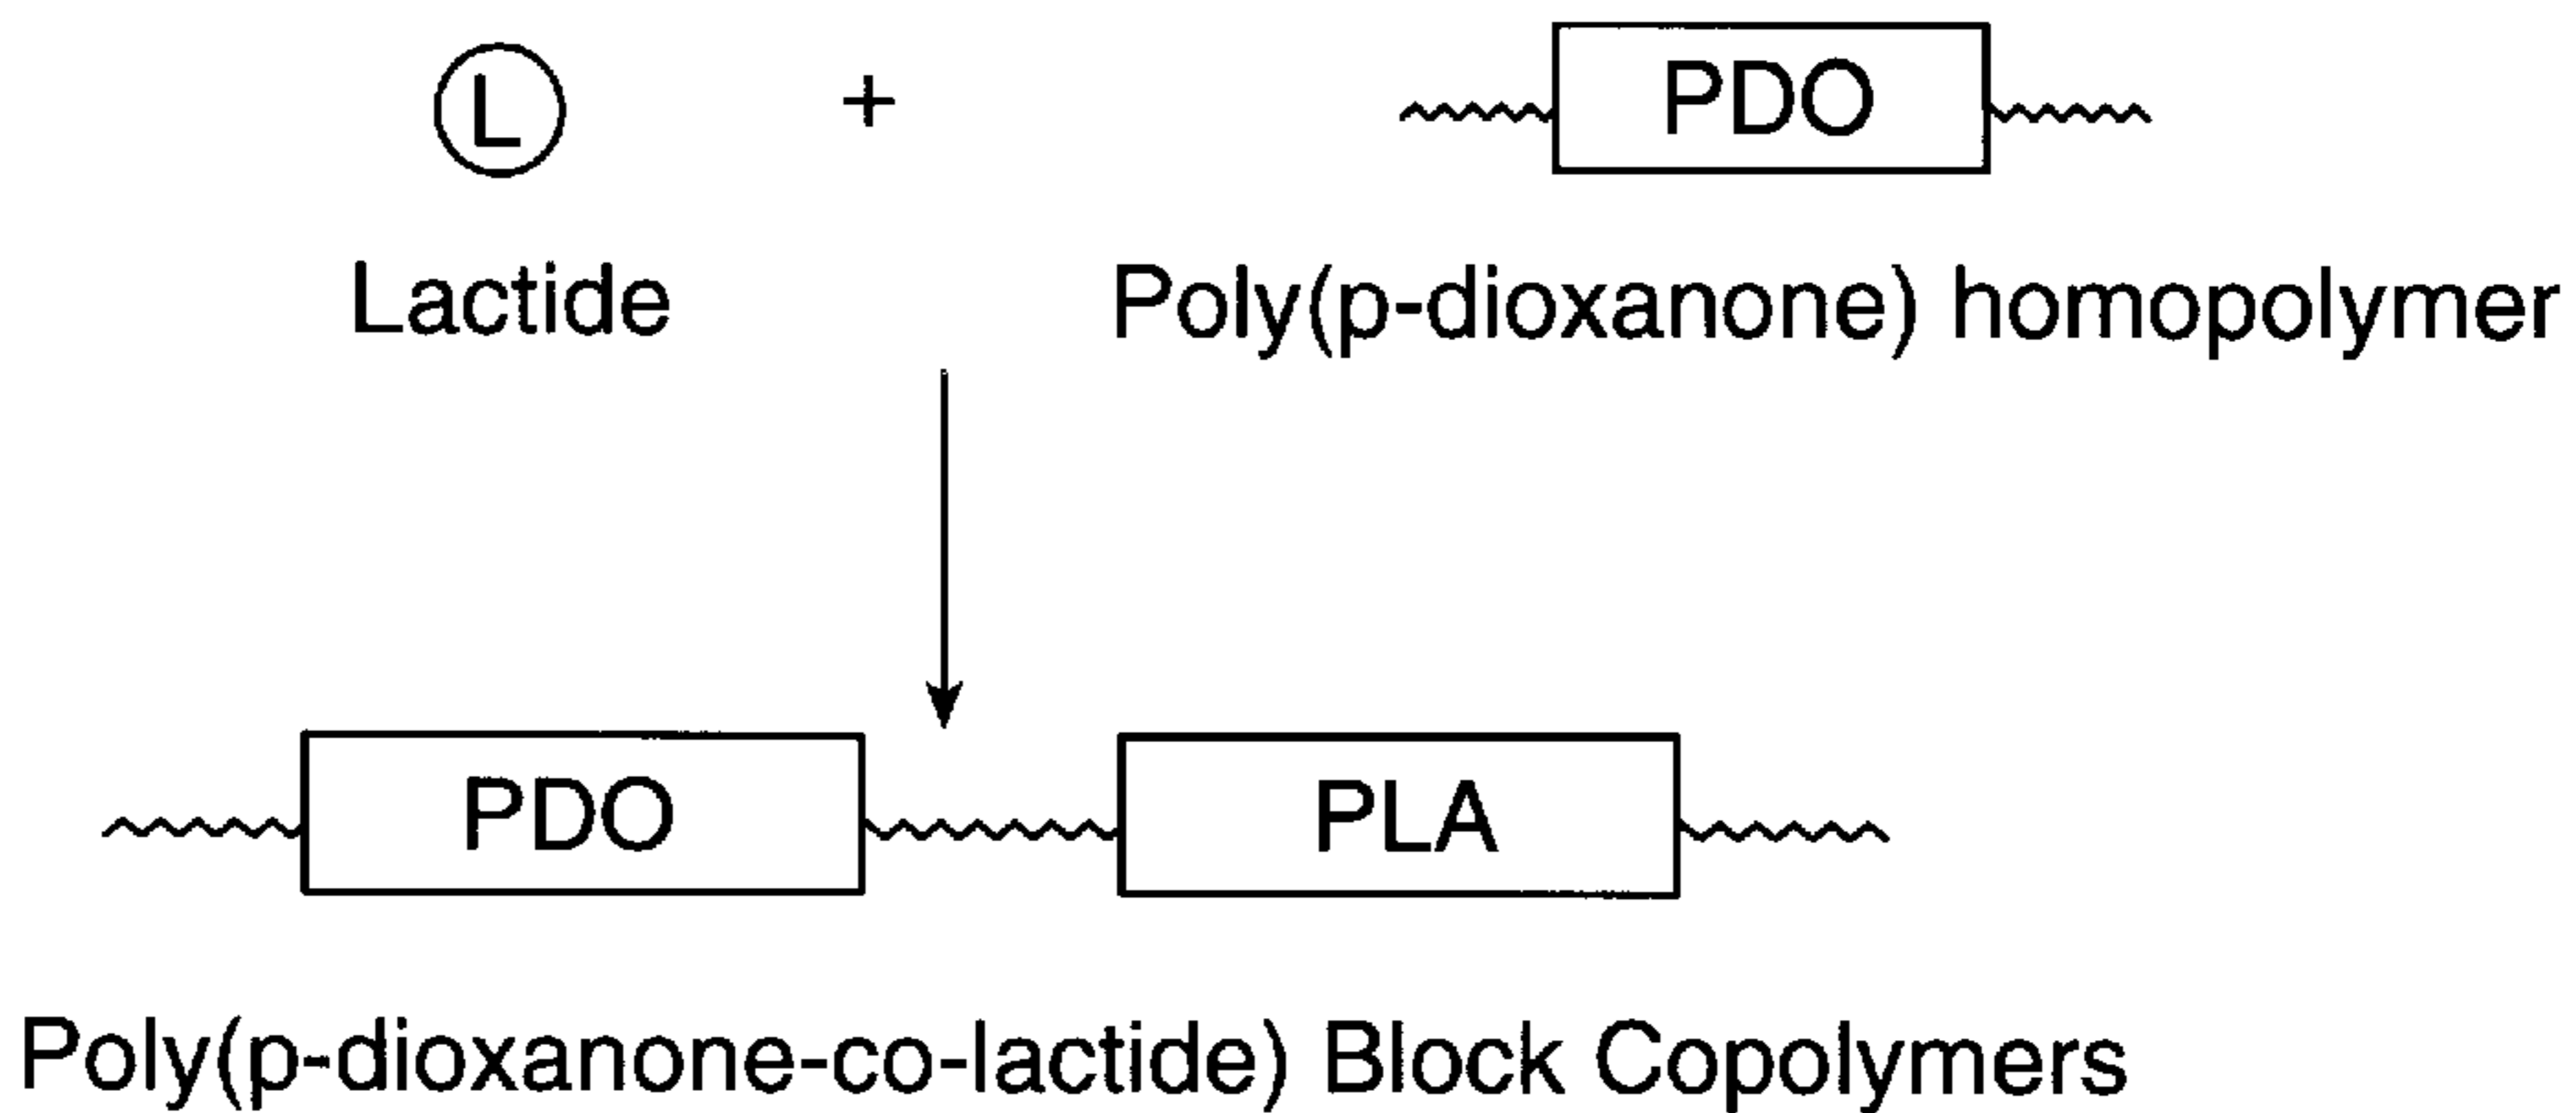 L + PDO
Lactide Poly(p-dioxanone) homopolymer
PDO PLA
Poly(p-dioxanone-co-lactide) Block Copolymers